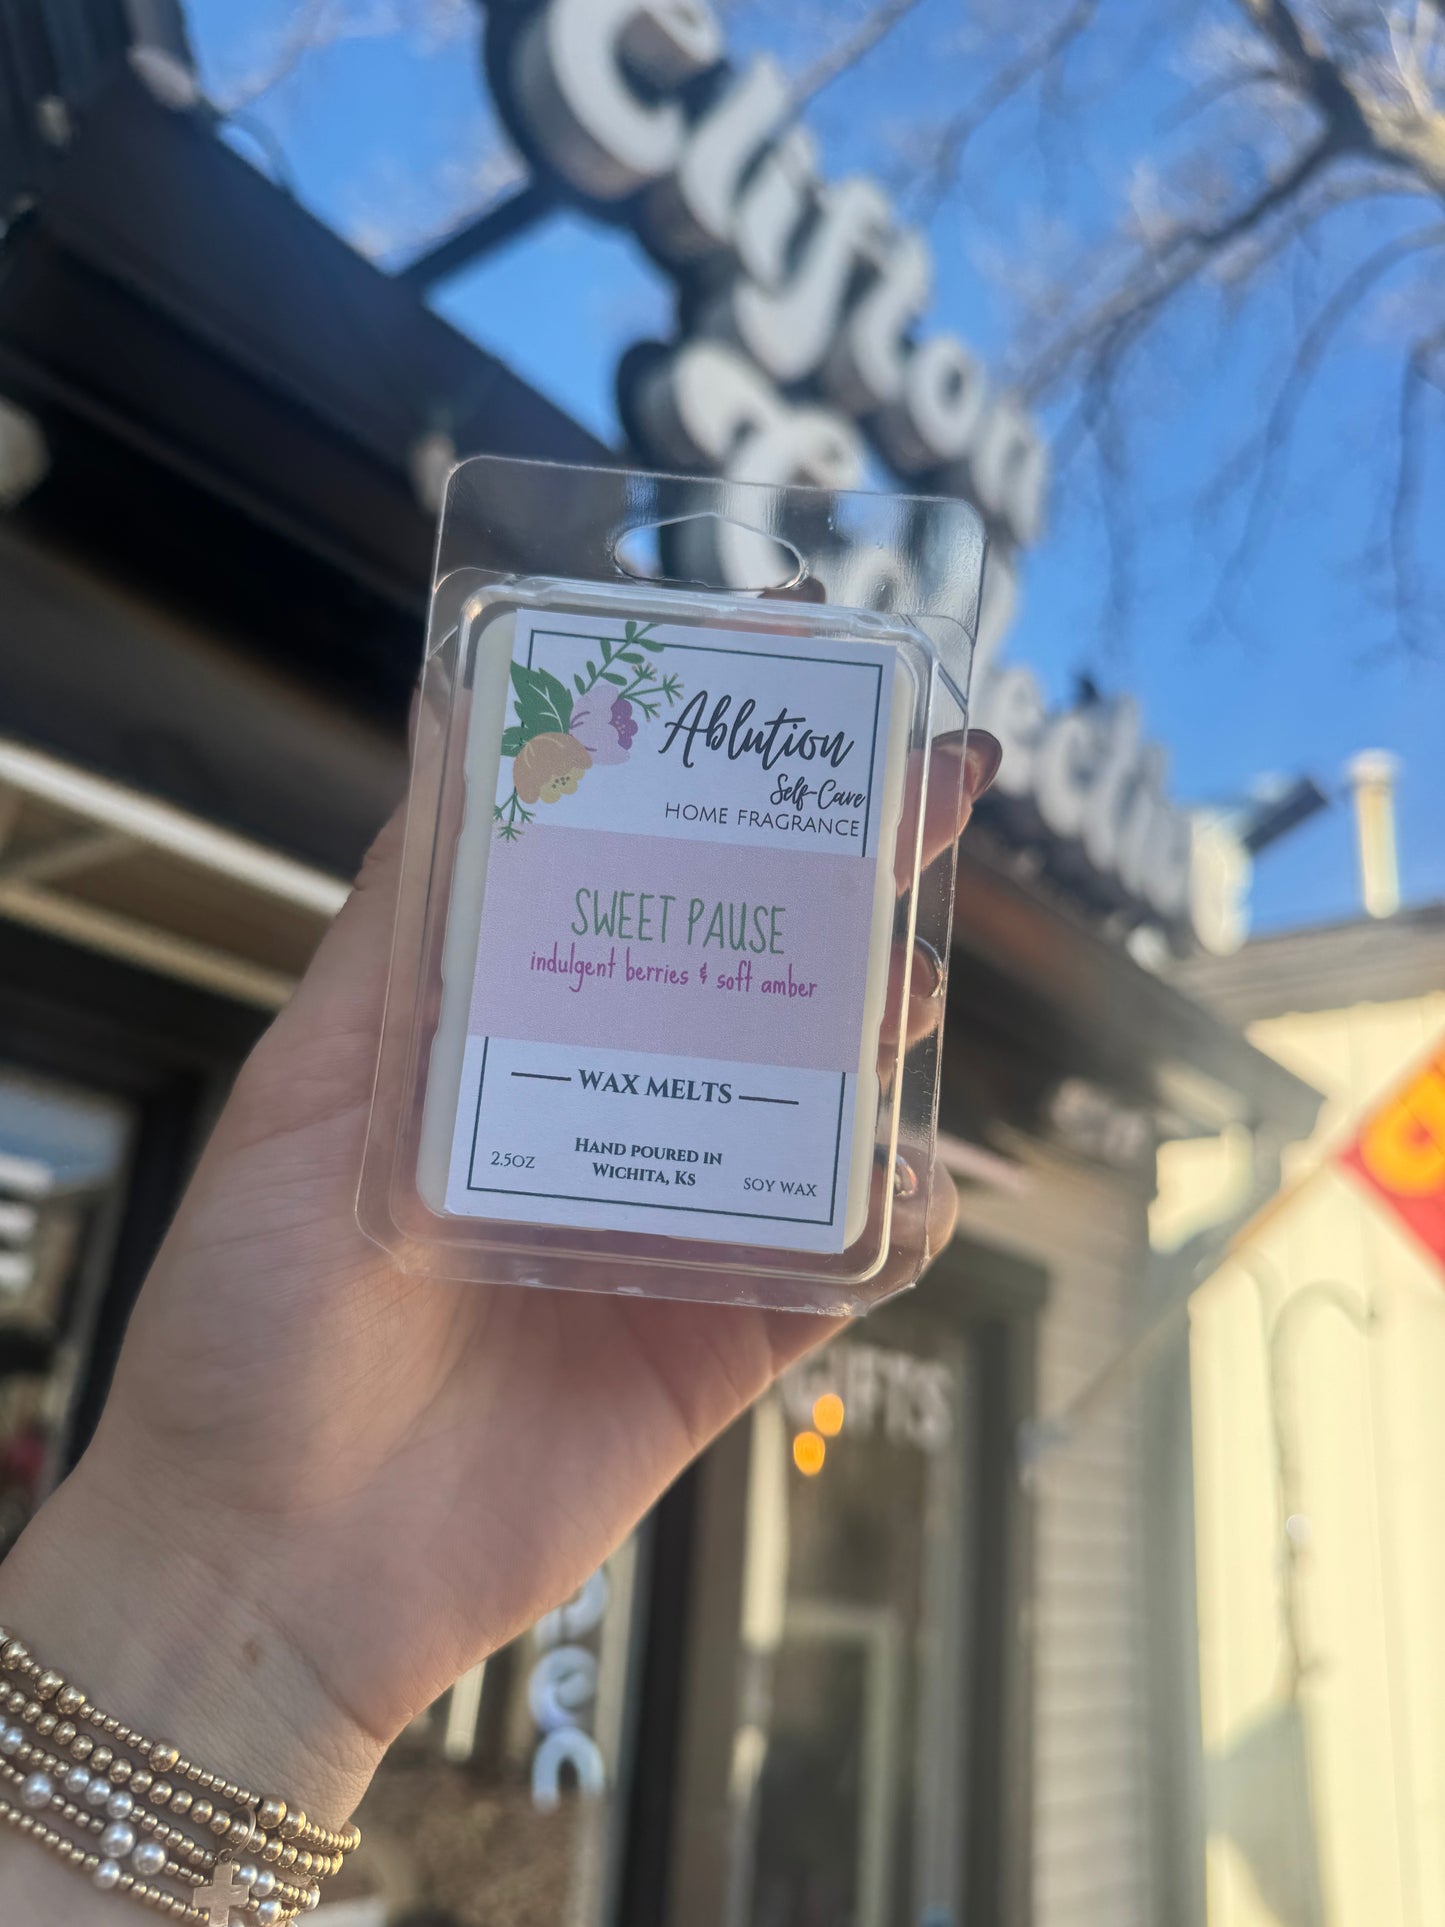 Clifton
Collective
Ablution
Self-Care
HOME FRAGRANCE
SWEET PAUSE
indulgent berries & soft amber
WAX MELTS
HAND POURED IN
WICHITA, KS
2.5OZ
SOY WAX
GIFTS